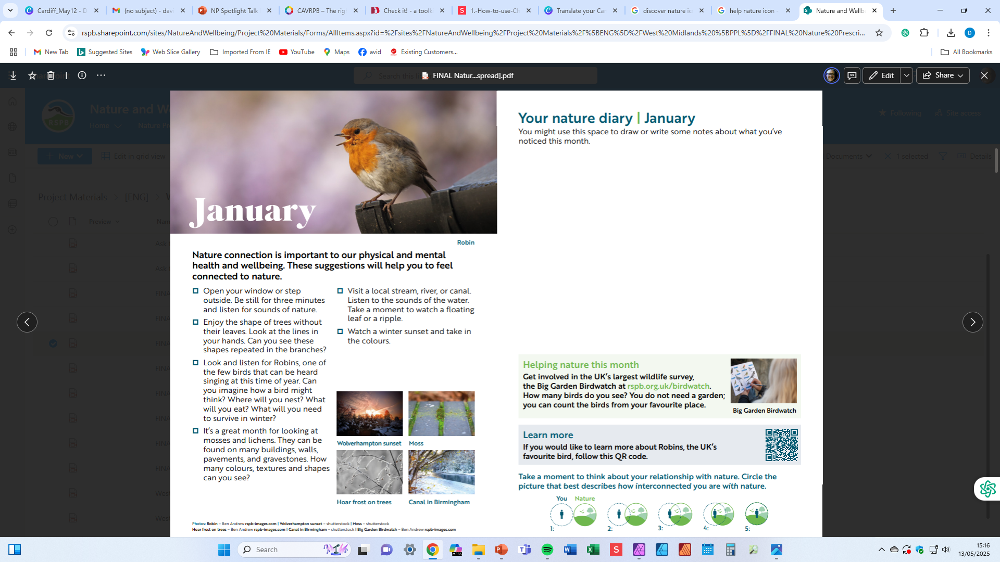 Cardiff_May12 - D
(no subject) - davi
NP Spotlight Talk
CAVRPB – The rig
Check it! - a toolk
1.-How-to-use-Ch
Translate your Ca
discover nature ic
help nature icon -
Nature and Wellb
rspb.sharepoint.com/sites/NatureAndWellbeing/Project%20Materials/Forms/AllItems.aspx?id=%2Fsites%2FNatureAndWellbeing%2FProject%20Materials%2F%5BENG%5D%2FWest%20Midlands%20%5BPPL%5D%2FFINAL%20Nature%20Prescri...
D
New Tab
Suggested Sites
Web Slice Gallery
Imported From IE
YouTube
Maps
avid
Existing Customers...
All Bookmarks
Search this
FINAL Natur...spread].pdf
Edit
Share
RSPB
Nature and W
Home
Nature Pr
Following
Site access
New
Edit in grid view
Documents
1 selected
Details
Project Materials > [ENG] >
Preview
Nam
Ask
Ask
FINA
FINA
FINA
FINA
FINA
FINA
FINA
FINA
West
West
January
Robin
Nature connection is important to our physical and mental
health and wellbeing. These suggestions will help you to feel
connected to nature.
Open your window or step
outside. Be still for three minutes
and listen for sounds of nature.
Enjoy the shape of trees without
their leaves. Look at the lines in
your hands. Can you see these
shapes repeated in the branches?
Look and listen for Robins, one of
the few birds that can be heard
singing at this time of year. Can
you imagine how a bird might
think? Where will you nest? What
will you eat? What will you need
to survive in winter?
It's a great month for looking at
mosses and lichens. They can be
found on many buildings, walls,
pavements, and gravestones. How
many colours, textures and shapes
can you see?
Visit a local stream, river, or canal.
Listen to the sounds of the water.
Take a moment to watch a floating
leaf or a ripple.
Watch a winter sunset and take in
the colours.
Wolverhampton sunset
Moss
Hoar frost on trees
Canal in Birmingham
Photos: Robin – Ben Andrew rspb-images.com | Wolverhampton sunset – shutterstock | Moss – shutterstock
Hoar frost on trees – Ben Andrew rspb-images.com | Canal in Birmingham – shutterstock | Big Garden Birdwatch – Ben Andrew rspb-images.com
Your nature diary | January
You might use this space to draw or write some notes about what you've
noticed this month.
Helping nature this month
Get involved in the UK's largest wildlife survey,
the Big Garden Birdwatch at rspb.org.uk/birdwatch.
How many birds do you see? You do not need a garden;
you can count the birds from your favourite place.
Big Garden Birdwatch
Learn more
If you would like to learn more about Robins, the UK's
favourite bird, follow this QR code.
Take a moment to think about your relationship with nature. Circle the
picture that best describes how interconnected you are with nature.
You
Nature
1:
2:
3:
4:
5:
Search
M365
15:16
13/05/2025